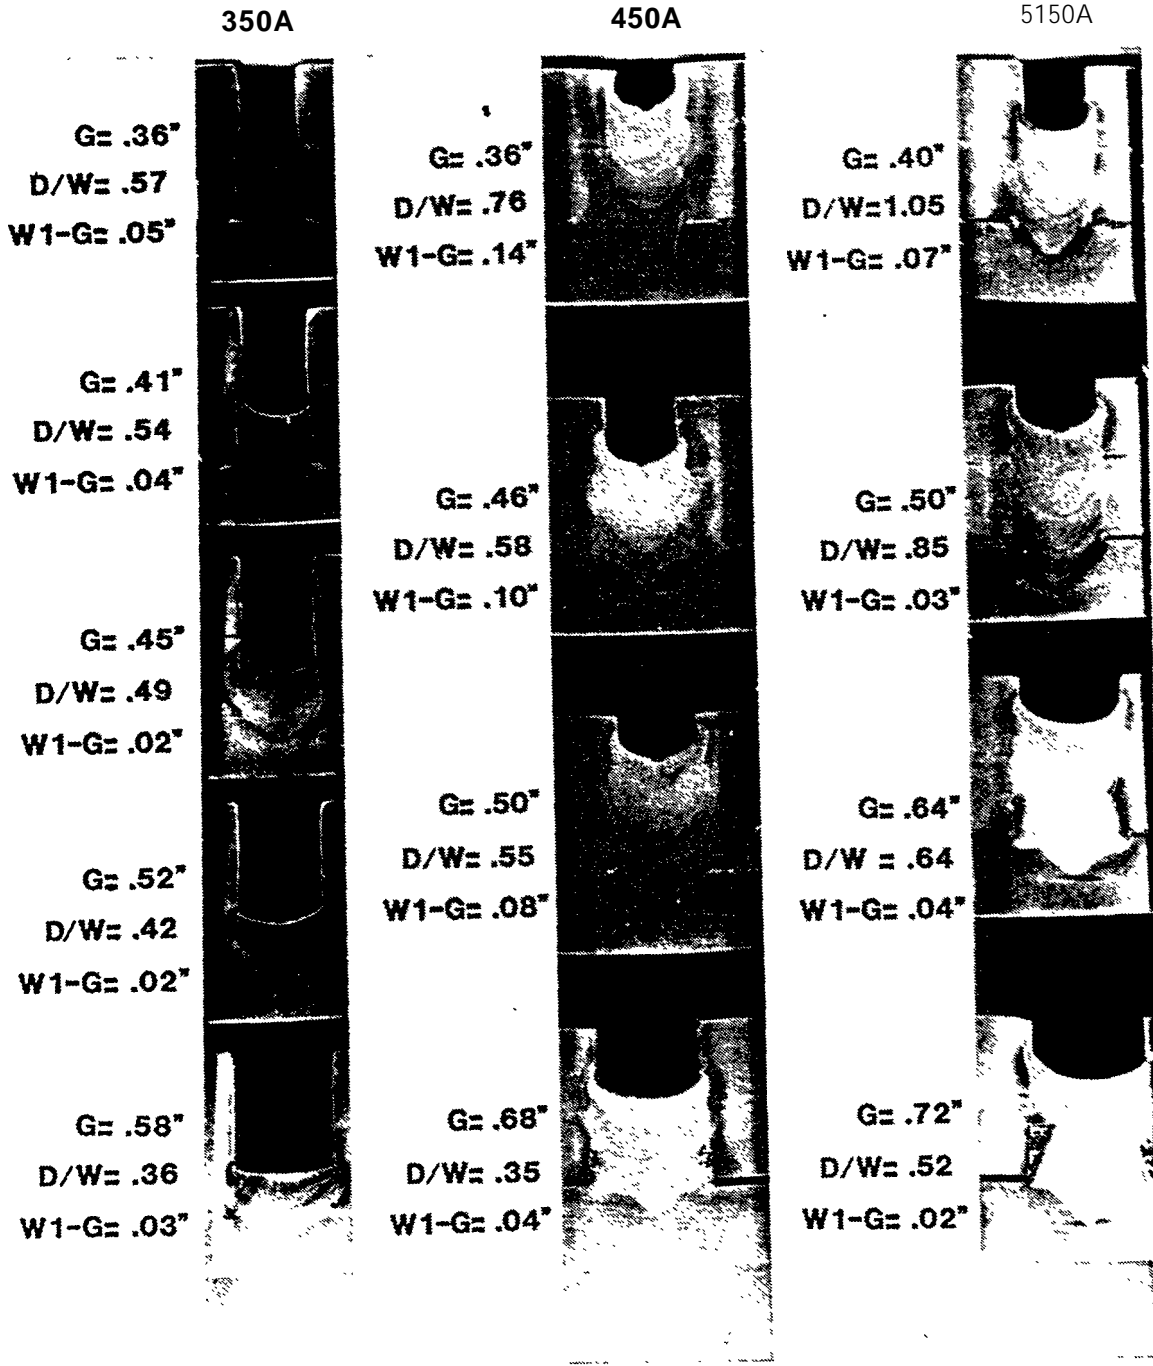 350A
G= .36"
D/W= .57
W1-G= .05"
G= .41"
D/W= .54
W1-G= .04"
G= .45"
D/W= .49
W1-G= .02"
G= .52"
D/W= .42
W1-G= .02"
G= .58"
D/W= .36
W1-G= .03"
450A
G= .36"
D/W= .76
W1-G= .14"
G= .46"
D/W= .58
W1-G= .10"
G= .50"
D/W= .55
W1-G= .08"
G= .68"
D/W= .35
W1-G= .04"
5150A
G= .40"
D/W=1.05
W1-G= .07"
G= .50"
D/W= .85
W1-G= .03"
G= .64"
D/W = .64
W1-G= .04"
G= .72"
D/W= .52
W1-G= .02"